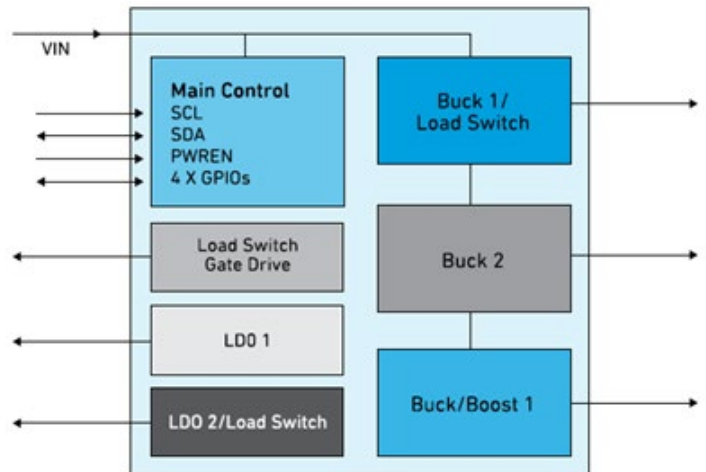 VIN
Main Control
SCL
SDA
PWREN
4 X GPIOs
Load Switch
Gate Drive
LDO 1
LDO 2/Load Switch
Buck 1/
Load Switch
Buck 2
Buck/Boost 1